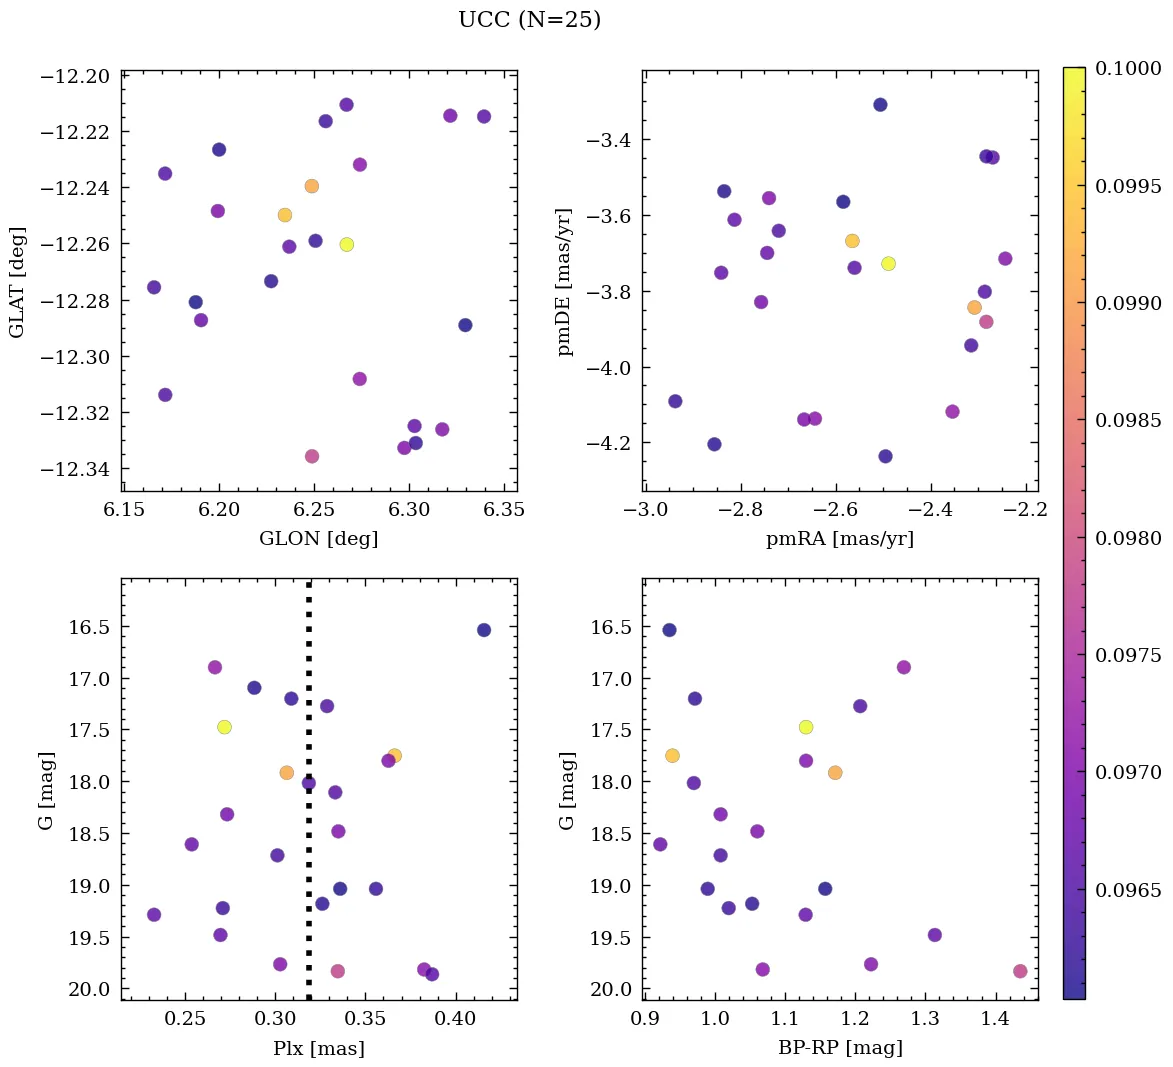 UCC (N=25)
−12.20
−12.22
−12.24
−12.26
−12.28
−12.30
−12.32
−12.34
GLAT [deg]
6.15 6.20 6.25 6.30 6.35
GLON [deg]
−3.4
−3.6
−3.8
−4.0
−4.2
pmDE [mas/yr]
−3.0 −2.8 −2.6 −2.4 −2.2
pmRA [mas/yr]
16.5
17.0
17.5
18.0
18.5
19.0
19.5
20.0
G [mag]
0.25 0.30 0.35 0.40
Plx [mas]
16.5
17.0
17.5
18.0
18.5
19.0
19.5
20.0
G [mag]
0.9 1.0 1.1 1.2 1.3 1.4
BP-RP [mag]
0.1000
0.0995
0.0990
0.0985
0.0980
0.0975
0.0970
0.0965